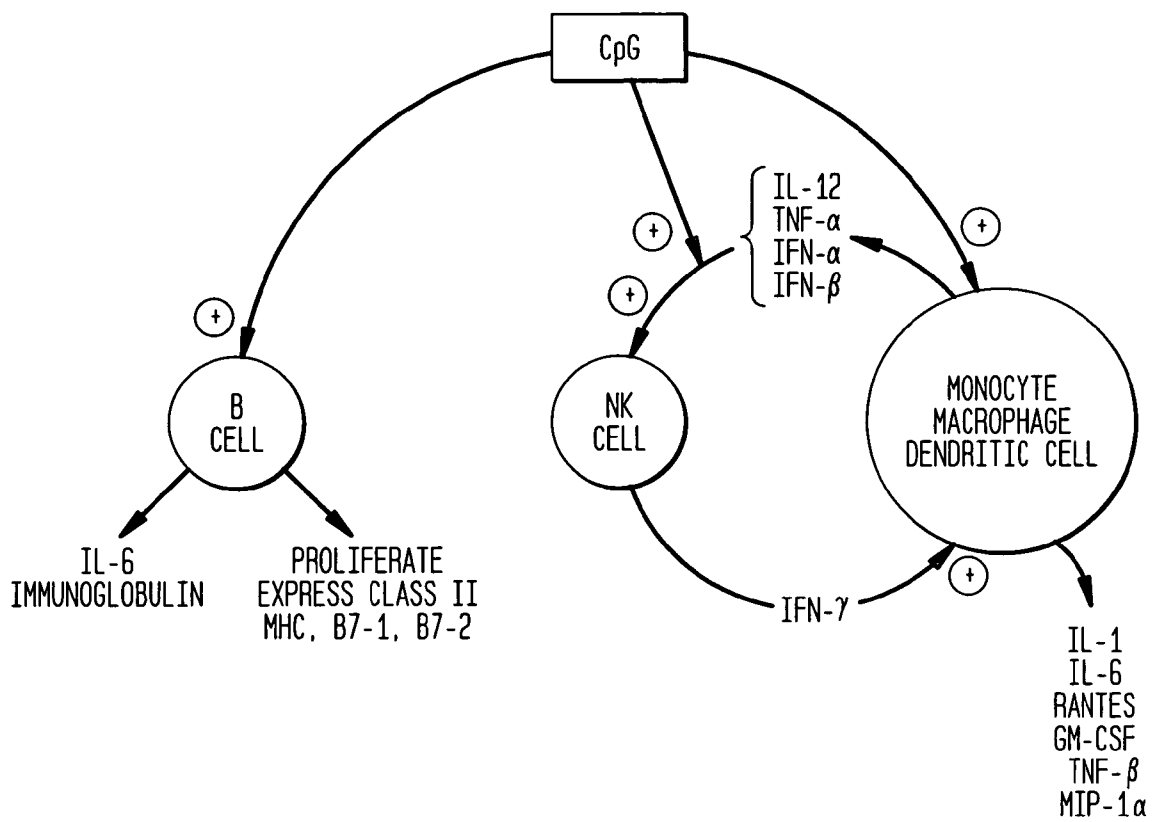 CpG
IL-12
TNF-α
IFN-α
IFN-β
+
+
+
+
B
CELL
NK
CELL
MONOCYTE
MACROPHAGE
DENDRITIC CELL
IL-6
IMMUNOGLOBULIN
PROLIFERATE
EXPRESS CLASS II
MHC, B7-1, B7-2
IFN-γ
+
IL-1
IL-6
RANTES
GM-CSF
TNF-β
MIP-1α